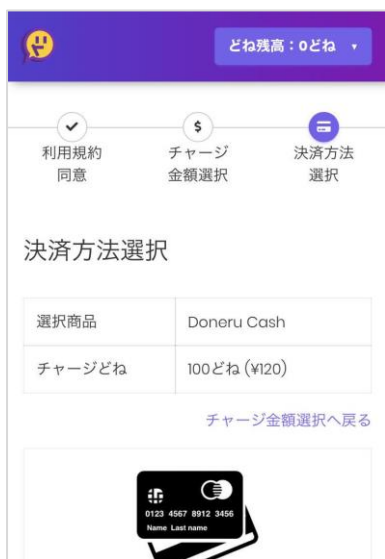 どね残高：0どね ▼
利用規約
同意
$
チャージ
金額選択
決済方法
選択
決済方法選択
選択商品 Doneru Cash
チャージどね 100どね (¥120)
チャージ金額選択へ戻る
0123 4567 8912 3456
Name Last name